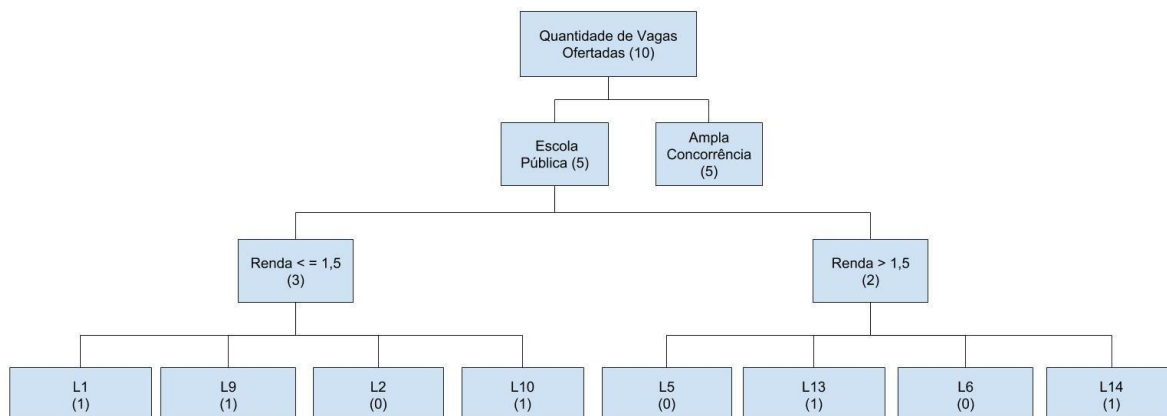 Quantidade de Vagas
Ofertadas (10)
Escola
Pública (5)
Ampla
Concorrência
(5)
Renda < = 1,5
(3)
Renda > 1,5
(2)
L1
(1)
L9
(1)
L2
(0)
L10
(1)
L5
(0)
L13
(1)
L6
(0)
L14
(1)